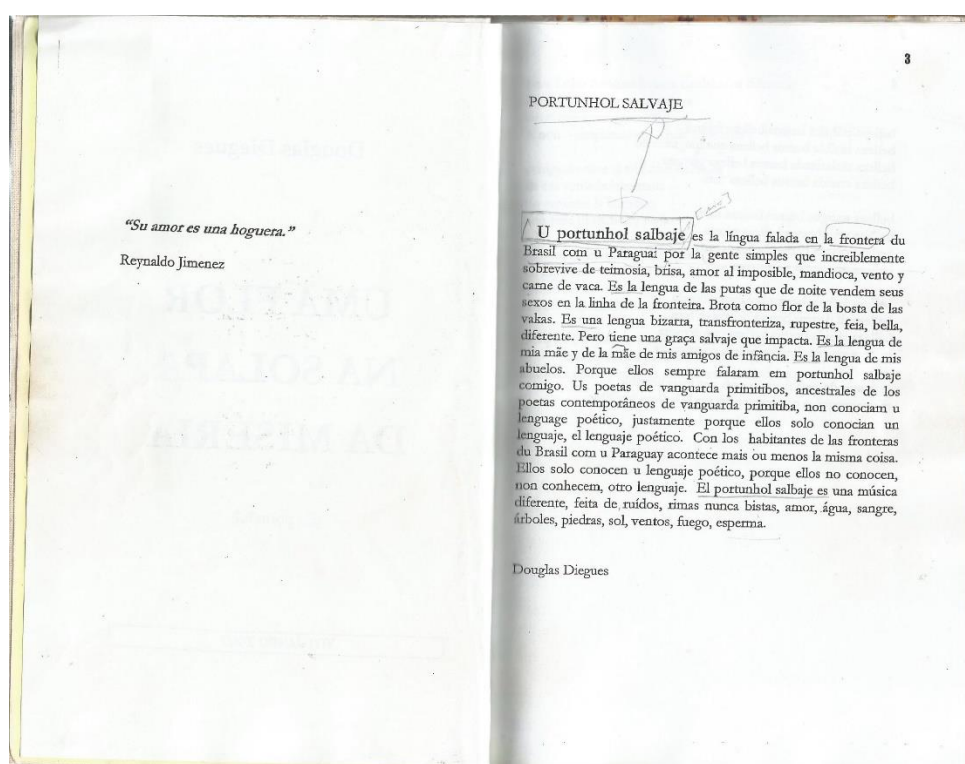 “Su amor es una hoguera.”
Reynaldo Jimenez
3
PORTUNHOL SALVAJE
U portunhol salbaje es la língua falada en la frontera du
Brasil com u Paraguai por la gente simples que increiblemente
sobrevive de teimosia, brisa, amor al imposible, mandioca, vento y
carne de vaca. Es la lengua de las putas que de noite vendem seus
sexos en la linha de la fronteira. Brota como flor de la bosta de las
vakas. Es una lengua bizarra, transfronteriza, rupestre, feia, bella,
diferente. Pero tiene una graça salvaje que impacta. Es la lengua de
mia mãe y de la mãe de mis amigos de infância. Es la lengua de mis
abuelos. Porque ellos sempre falaram em portunhol salbaje
comigo. Us poetas de vanguarda primitibos, ancestrales de los
poetas contemporâneos de vanguarda primitiba, non conociam u
lenguage poético, justamente porque ellos solo conocian un
lenguaje, el lenguaje poético. Con los habitantes de las fronteras
du Brasil com u Paraguay acontece mais ou menos la misma coisa.
Ellos solo conocen u lenguaje poético, porque ellos no conocen,
non conhecem, otro lenguaje. El portunhol salbaje es una música
diferente, feita de ruídos, rimas nunca bistas, amor, água, sangre,
árboles, piedras, sol, ventos, fuego, esperma.
Douglas Diegues
Douglas Diegues
UMA FLOR
NA SOLAP
DA MISERIA